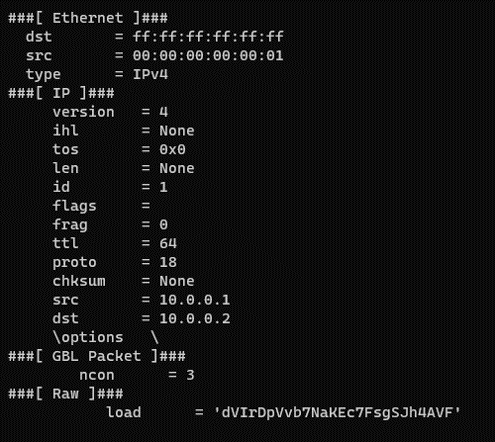 ###[ Ethernet ]###
  dst       = ff:ff:ff:ff:ff:ff
  src       = 00:00:00:00:00:01
  type      = IPv4
###[ IP ]###
     version   = 4
     ihl       = None
     tos       = 0x0
     len       = None
     id        = 1
     flags     =
     frag      = 0
     ttl       = 64
     proto     = 18
     chksum    = None
     src       = 10.0.0.1
     dst       = 10.0.0.2
     \options   \
###[ GBL Packet ]###
        ncon      = 3
###[ Raw ]###
           load      = 'dVIrDpVvb7NaKEc7FsgSJh4AVF'